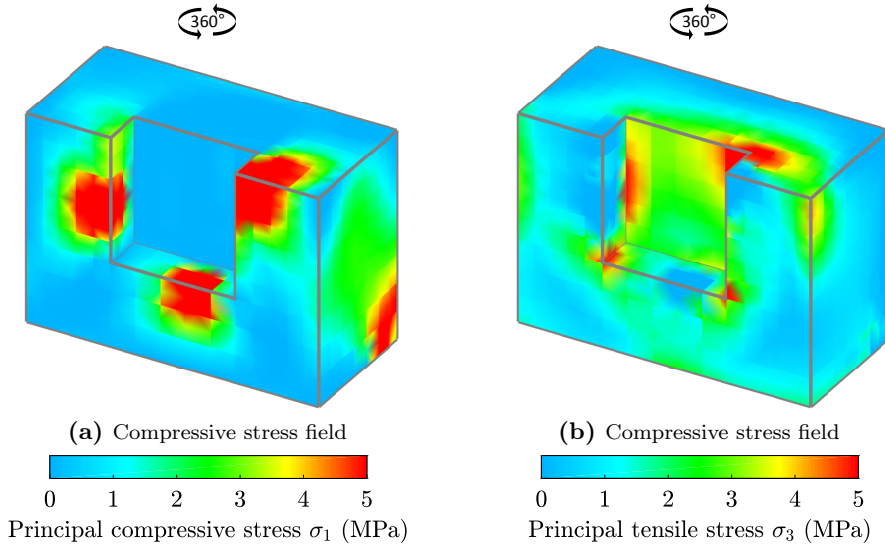 360°
360°
(a) Compressive stress field
(b) Compressive stress field
0 1 2 3 4 5
0 1 2 3 4 5
Principal compressive stress σ1 (MPa)
Principal tensile stress σ3 (MPa)